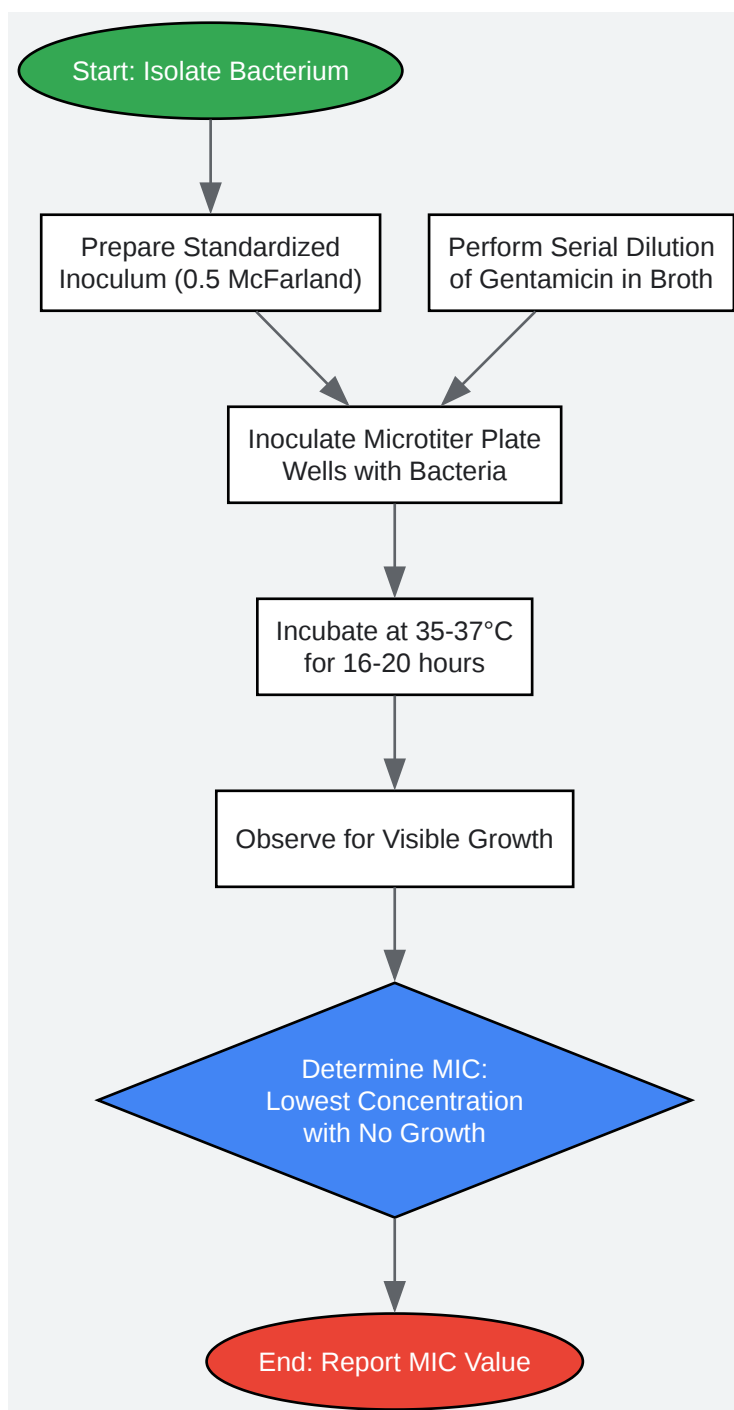 Start: Isolate Bacterium
Prepare Standardized
Inoculum (0.5 McFarland)
Perform Serial Dilution
of Gentamicin in Broth
Inoculate Microtiter Plate
Wells with Bacteria
Incubate at 35-37°C
for 16-20 hours
Observe for Visible Growth
Determine MIC:
Lowest Concentration
with No Growth
End: Report MIC Value